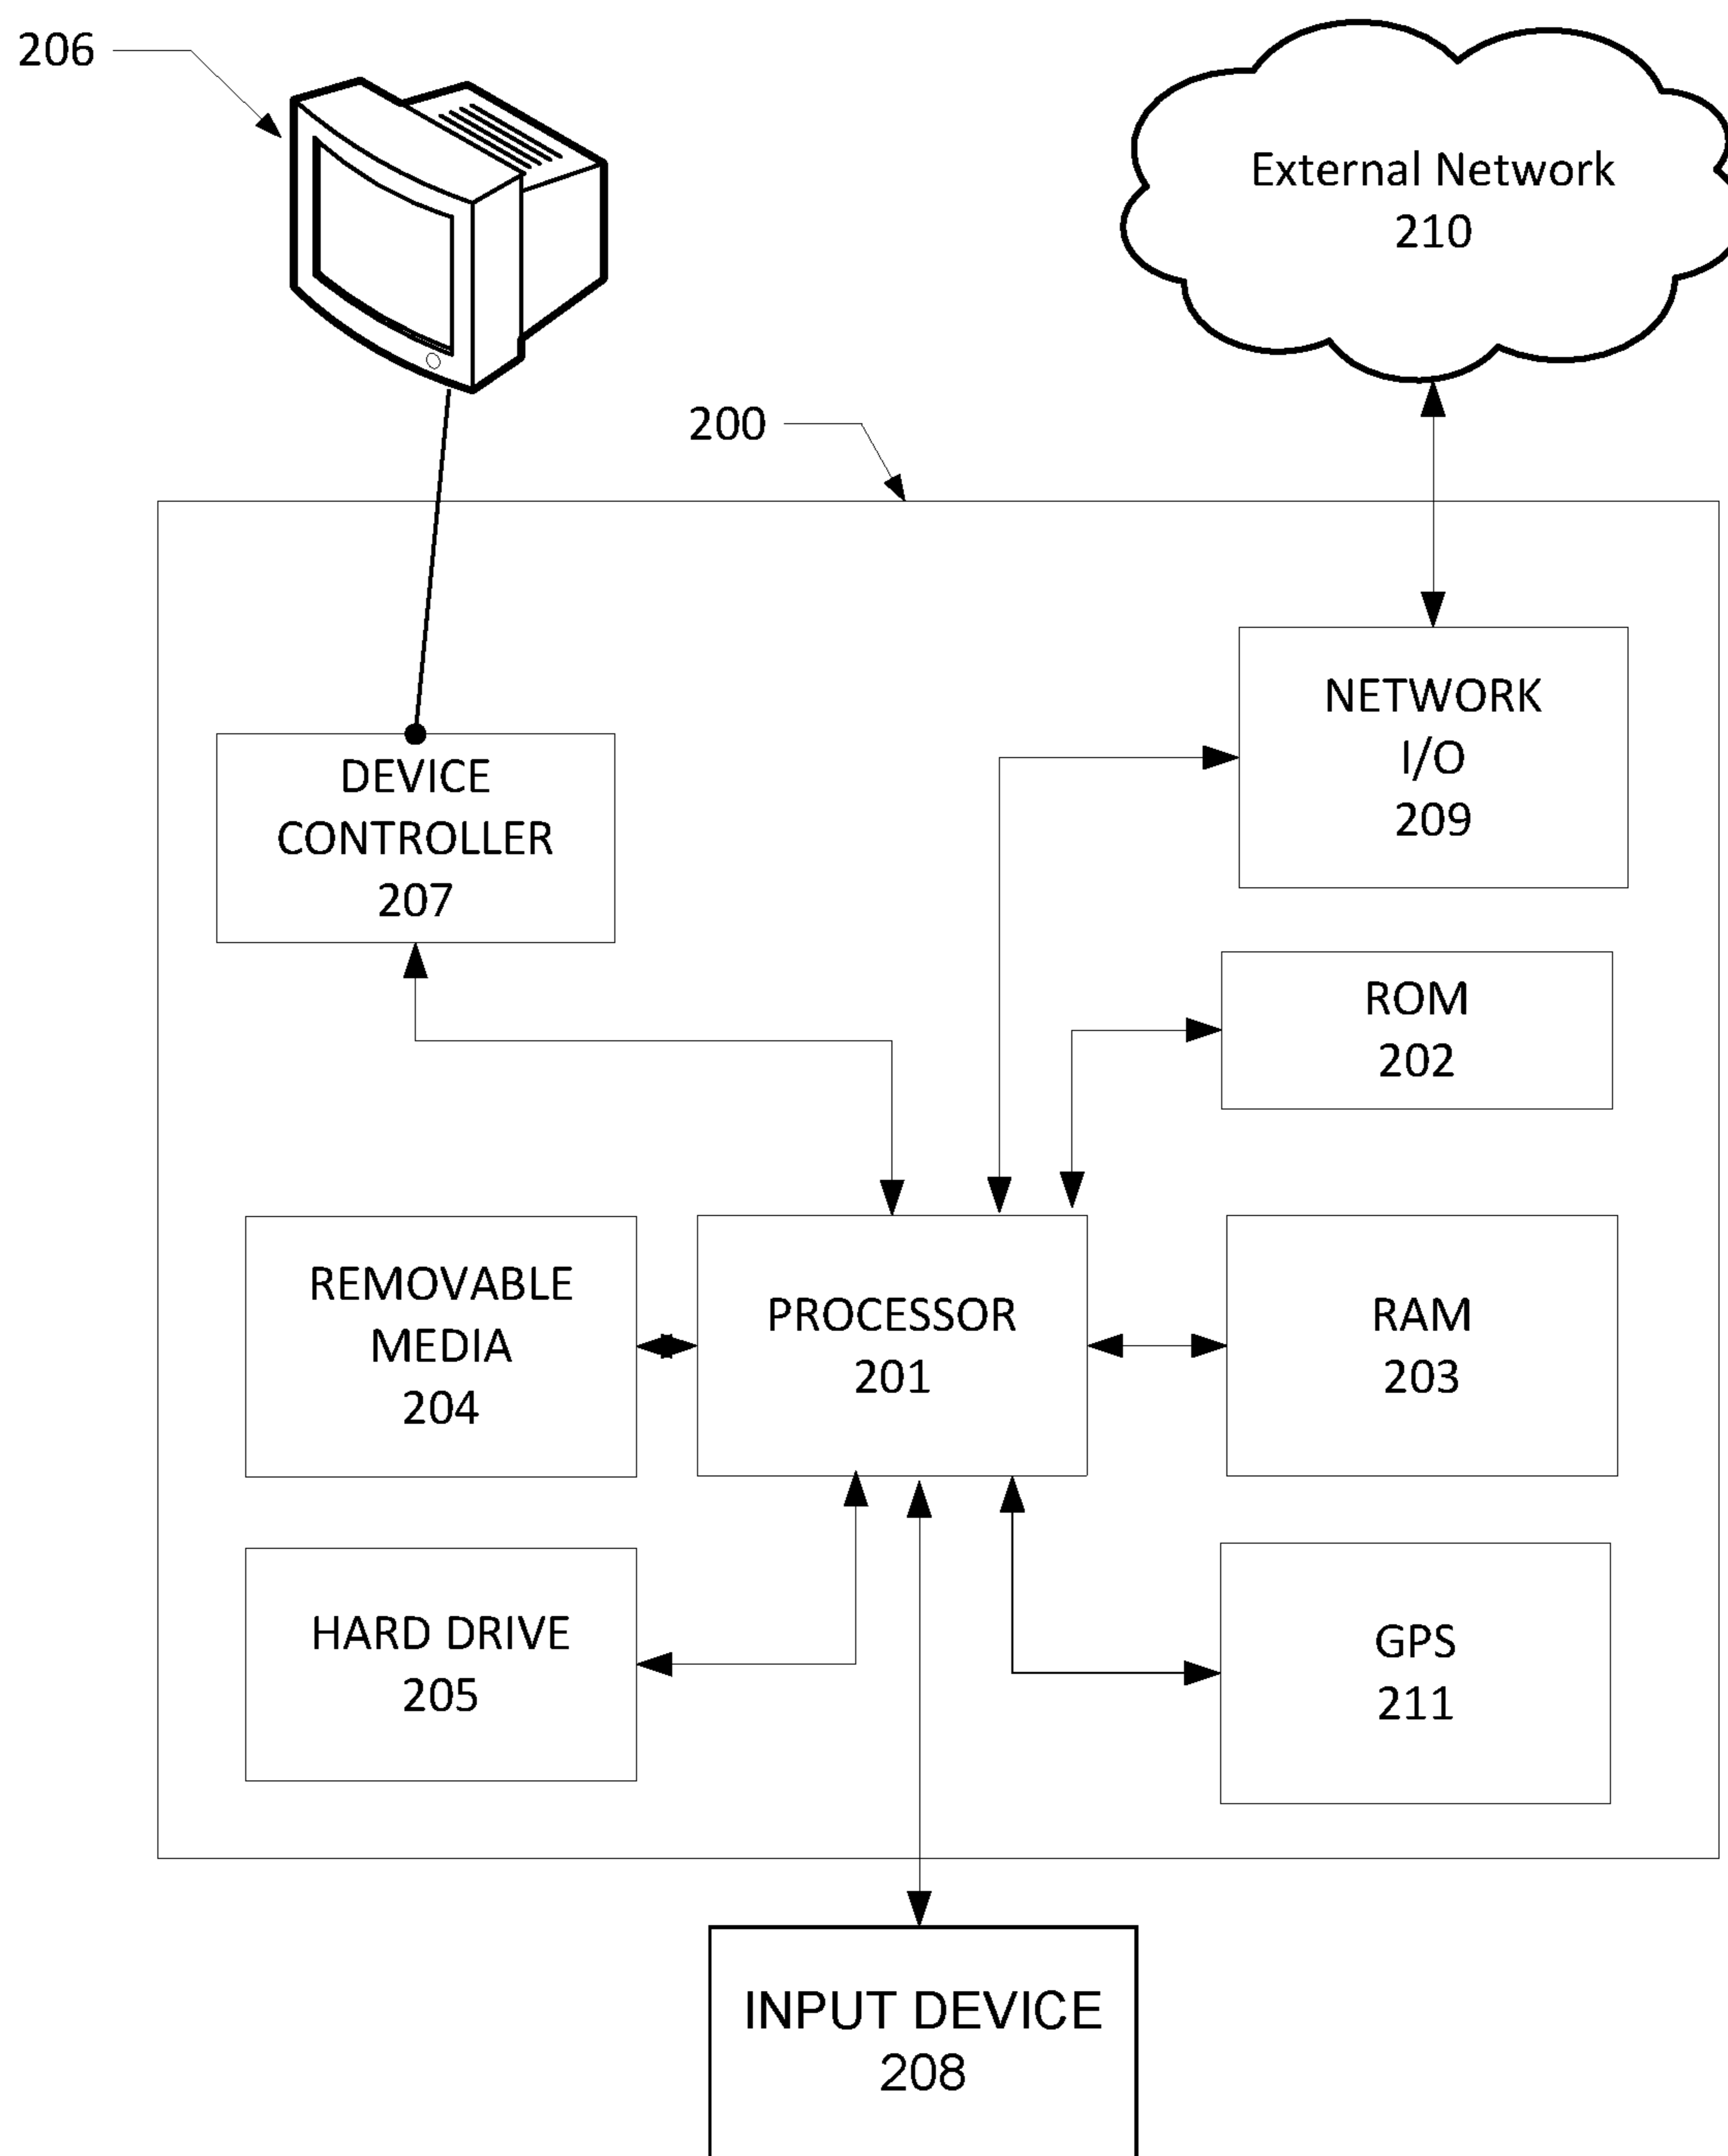 206
External Network
210
200
NETWORK
I/O
209
DEVICE
CONTROLLER
207
ROM
202
REMOVABLE
MEDIA
204
PROCESSOR
201
RAM
203
HARD DRIVE
205
GPS
211
INPUT DEVICE
208